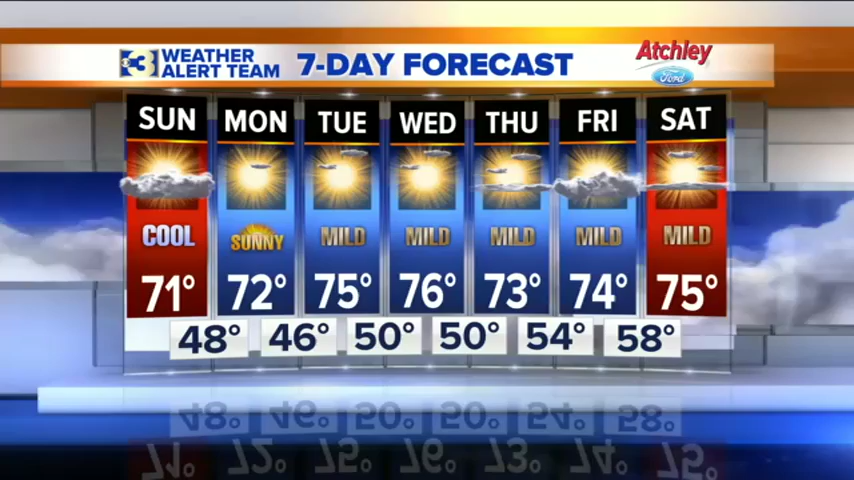 3 WEATHER ALERT TEAM 7-DAY FORECAST
Atchley
Ford
SUN MON TUE WED THU FRI SAT
COOL SUNNY MILD MILD MILD MILD MILD
71° 72° 75° 76° 73° 74° 75°
48° 46° 50° 50° 54° 58°